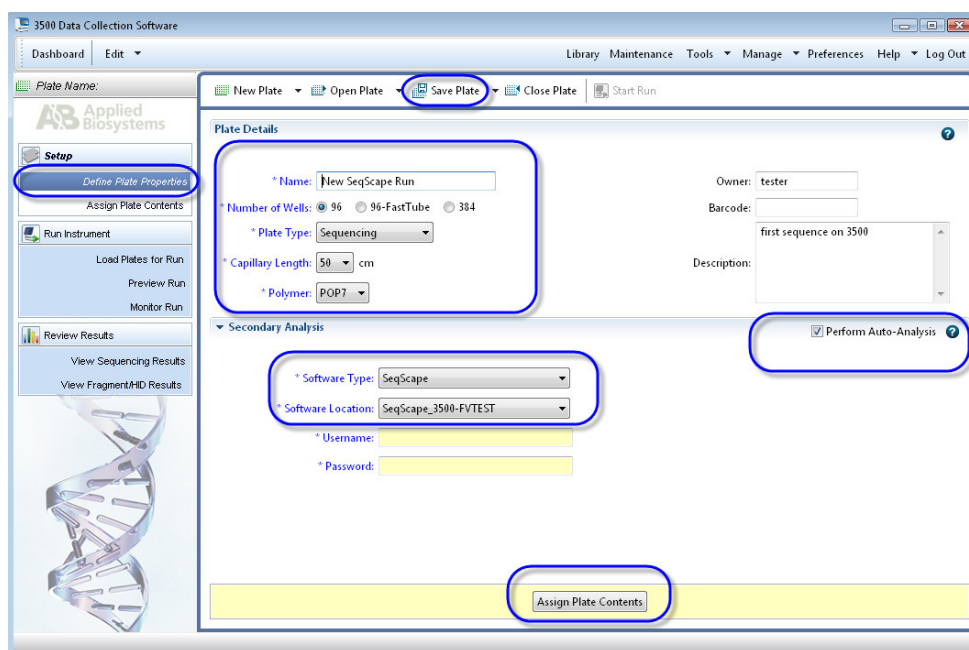 3500 Data Collection Software
Dashboard Edit Library Maintenance Tools Manage Preferences Help Log Out
Plate Name:
New Plate Open Plate Save Plate Close Plate Start Run
AB Applied Biosystems
Setup
Define Plate Properties
Assign Plate Contents
Run Instrument
Load Plates for Run
Preview Run
Monitor Run
Review Results
View Sequencing Results
View Fragment/HID Results
Plate Details ?
* Name: New SeqScape Run
* Number of Wells: 96 96-FastTube 384
* Plate Type: Sequencing
* Capillary Length: 50 cm
* Polymer: POP7
Owner: tester
Barcode:
Description: first sequence on 3500
Secondary Analysis
Perform Auto-Analysis ?
* Software Type: SeqScape
* Software Location: SeqScape_3500-FVTEST
* Username:
* Password:
Assign Plate Contents